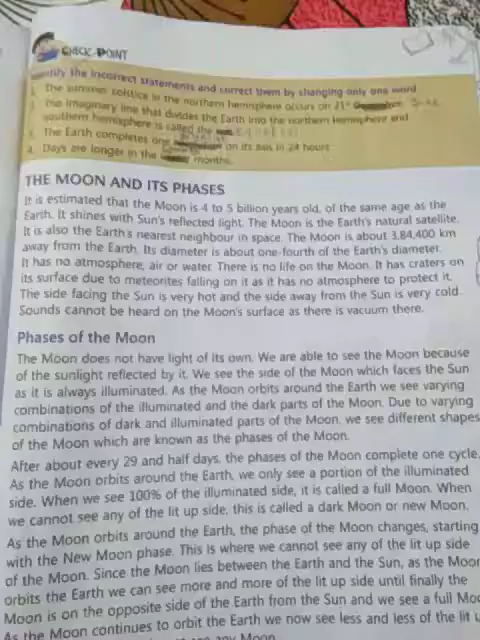 CHECK-POINT
Identify the incorrect statements and correct them by changing only one word.
1. The summer solstice in the northern hemisphere occurs on 21st
2. The imaginary line that divides the Earth into the northern hemisphere and
southern hemisphere is called the
3. The Earth completes one on its axis in 24 hours.
4. Days are longer in the months.
THE MOON AND ITS PHASES
It is estimated that the Moon is 4 to 5 billion years old, of the same age as the
Earth. It shines with Sun's reflected light. The Moon is the Earth's natural satellite.
It is also the Earth's nearest neighbour in space. The Moon is about 3,84,400 km
away from the Earth. Its diameter is about one-fourth of the Earth's diameter.
It has no atmosphere, air or water. There is no life on the Moon. It has craters on
its surface due to meteorites falling on it as it has no atmosphere to protect it.
The side facing the Sun is very hot and the side away from the Sun is very cold.
Sounds cannot be heard on the Moon's surface as there is vacuum there.
Phases of the Moon
The Moon does not have light of its own. We are able to see the Moon because
of the sunlight reflected by it. We see the side of the Moon which faces the Sun
as it is always illuminated. As the Moon orbits around the Earth we see varying
combinations of the illuminated and the dark parts of the Moon. Due to varying
combinations of dark and illuminated parts of the Moon, we see different shapes
of the Moon which are known as the phases of the Moon.
After about every 29 and half days, the phases of the Moon complete one cycle.
As the Moon orbits around the Earth, we only see a portion of the illuminated
side. When we see 100% of the illuminated side, it is called a full Moon. When
we cannot see any of the lit up side, this is called a dark Moon or new Moon.
As the Moon orbits around the Earth, the phase of the Moon changes, starting
with the New Moon phase. This is where we cannot see any of the lit up side
of the Moon. Since the Moon lies between the Earth and the Sun, as the Moon
orbits the Earth we can see more and more of the lit up side until finally the
Moon is on the opposite side of the Earth from the Sun and we see a full Moo
As the Moon continues to orbit the Earth we now see less and less of the lit u
any Moon